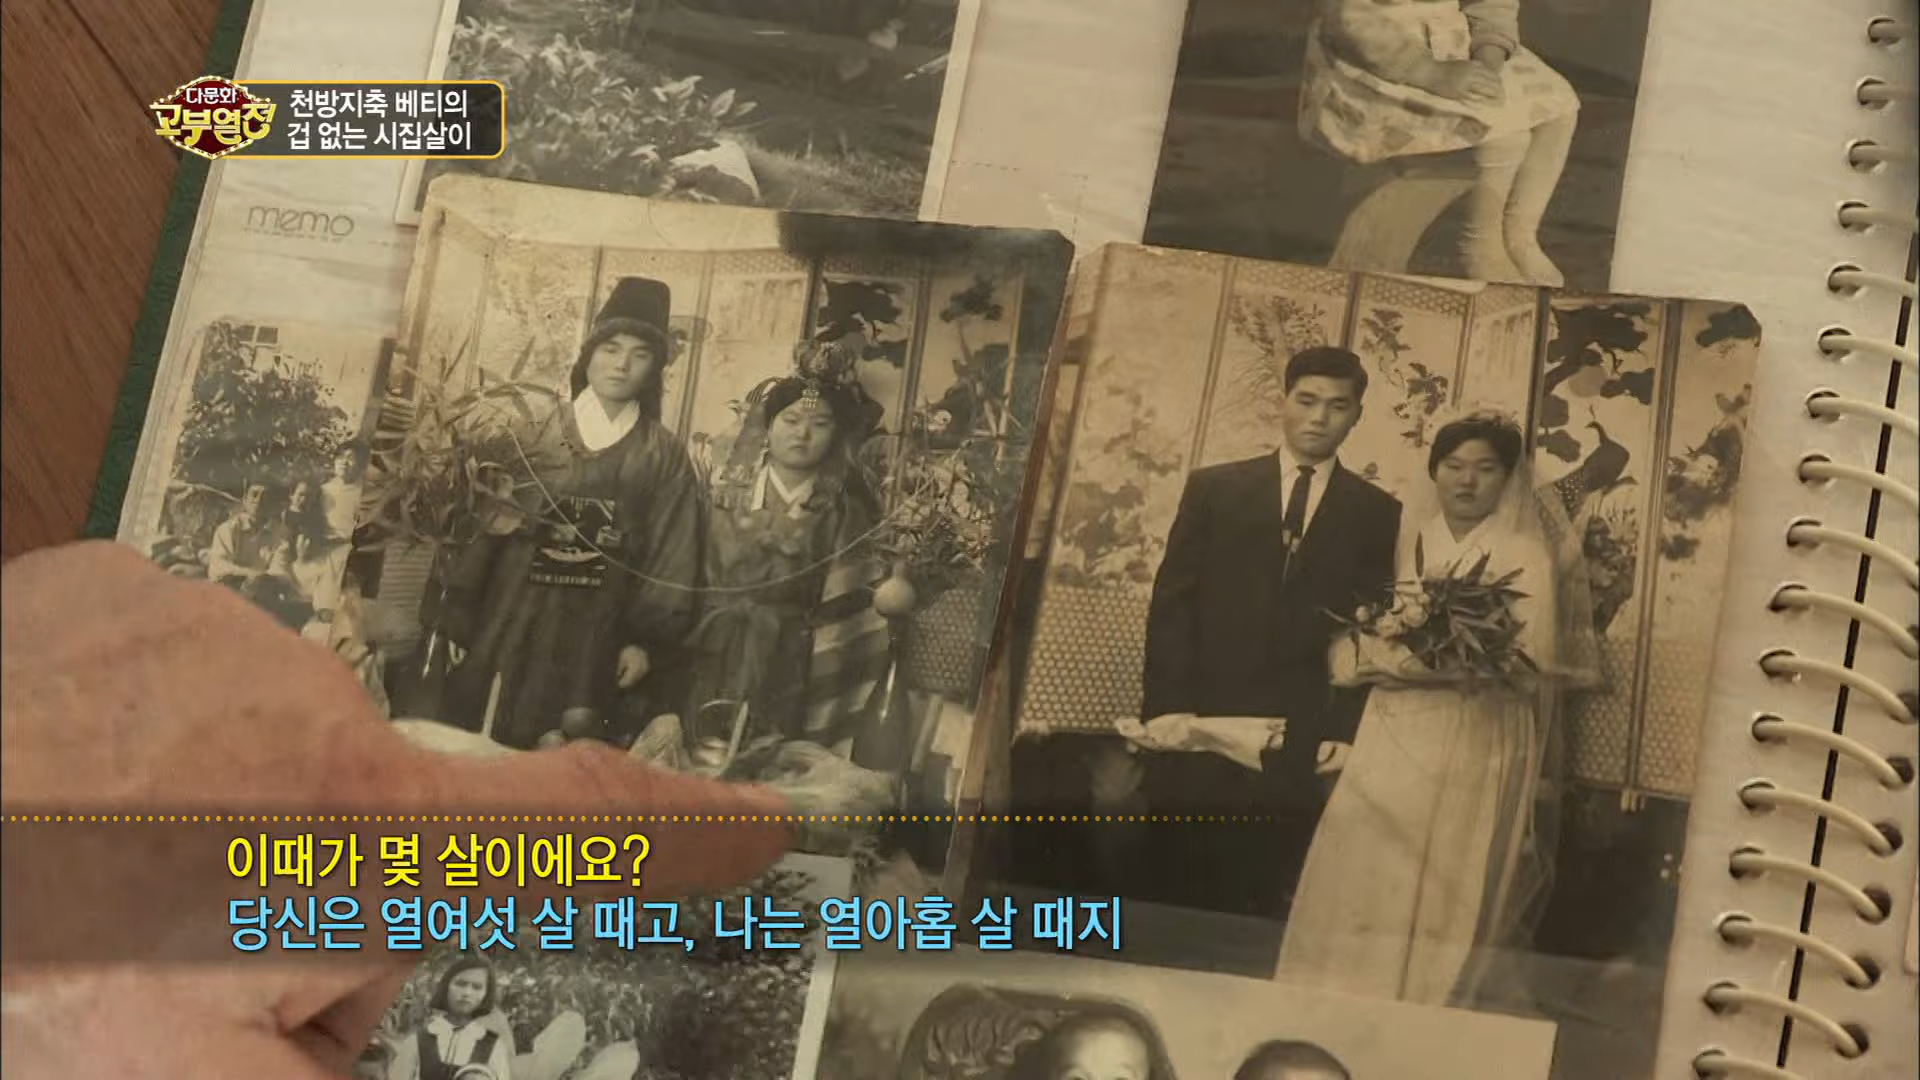 다문화
고부열전
천방지축 베티의
겁 없는 시집살이
memo
이때가 몇 살이에요?
당신은 열여섯 살 때고, 나는 열아홉 살 때지